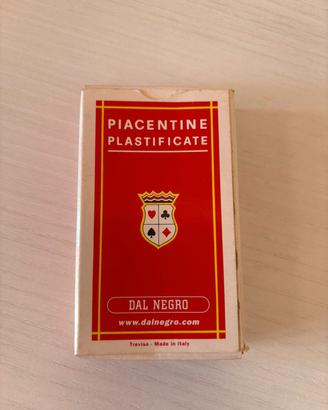 PIACENTINE
PLASTIFICATE
DAL NEGRO
www.dalnegro.com
Treviso - Made in Italy